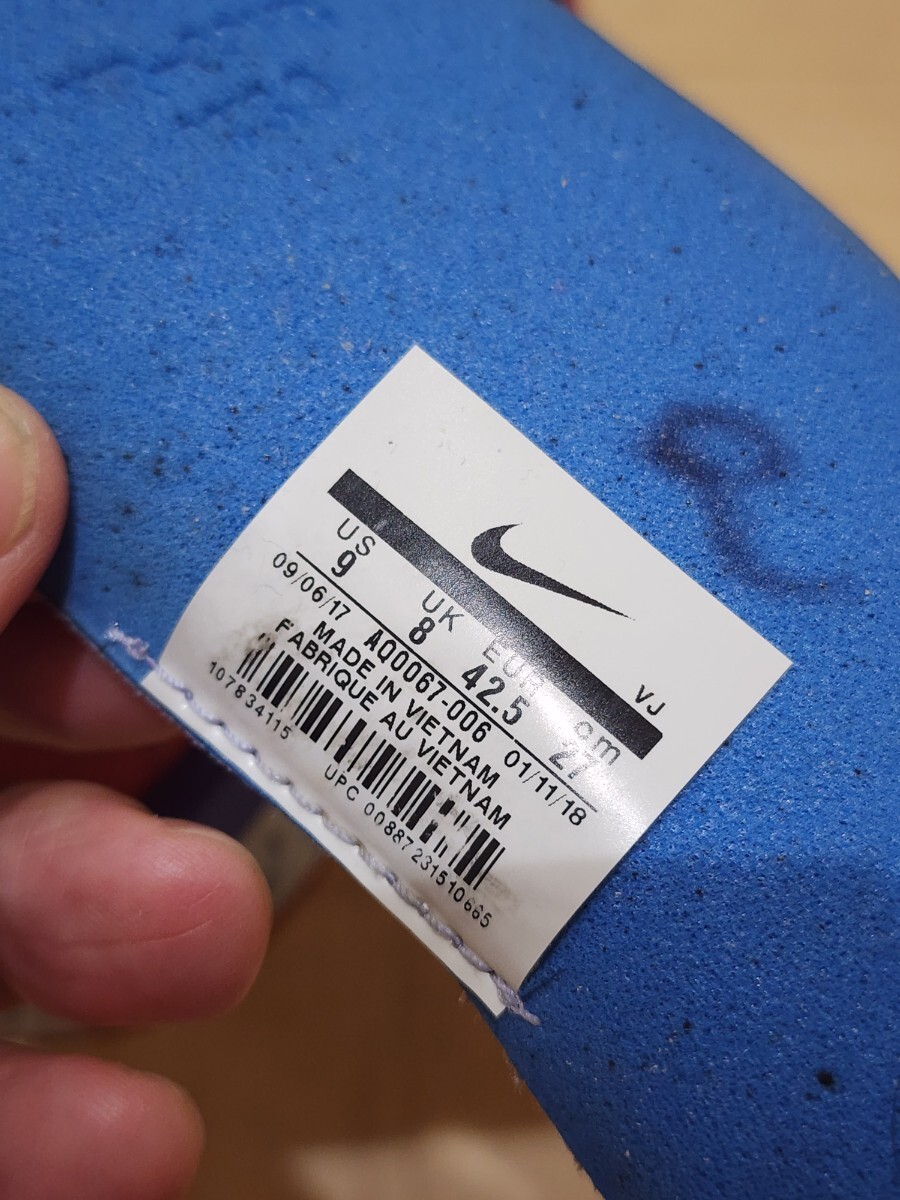 VJ
US UK EUR cm
9 8 42.5 27
09/06/17 AQ0067-006 01/11/18
MADE IN VIETNAM
FABRIQUE AU VIETNAM
107834115
UPC 00887231510665